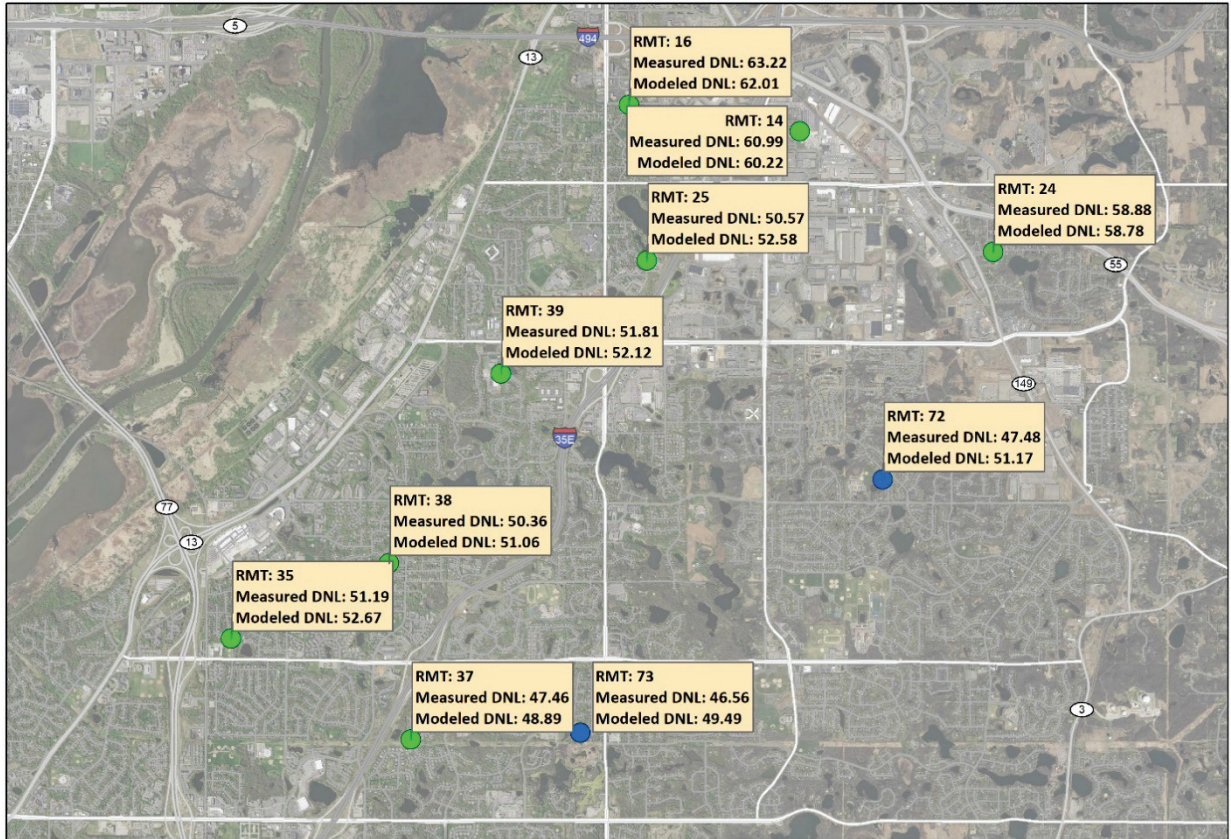 5
494
13
RMT: 16
Measured DNL: 63.22
Modeled DNL: 62.01
RMT: 14
Measured DNL: 60.99
Modeled DNL: 60.22
RMT: 25
Measured DNL: 50.57
Modeled DNL: 52.58
RMT: 24
Measured DNL: 58.88
Modeled DNL: 58.78
55
RMT: 39
Measured DNL: 51.81
Modeled DNL: 52.12
149
35E
RMT: 72
Measured DNL: 47.48
Modeled DNL: 51.17
77
13
RMT: 38
Measured DNL: 50.36
Modeled DNL: 51.06
RMT: 35
Measured DNL: 51.19
Modeled DNL: 52.67
RMT: 37
Measured DNL: 47.46
Modeled DNL: 48.89
RMT: 73
Measured DNL: 46.56
Modeled DNL: 49.49
3